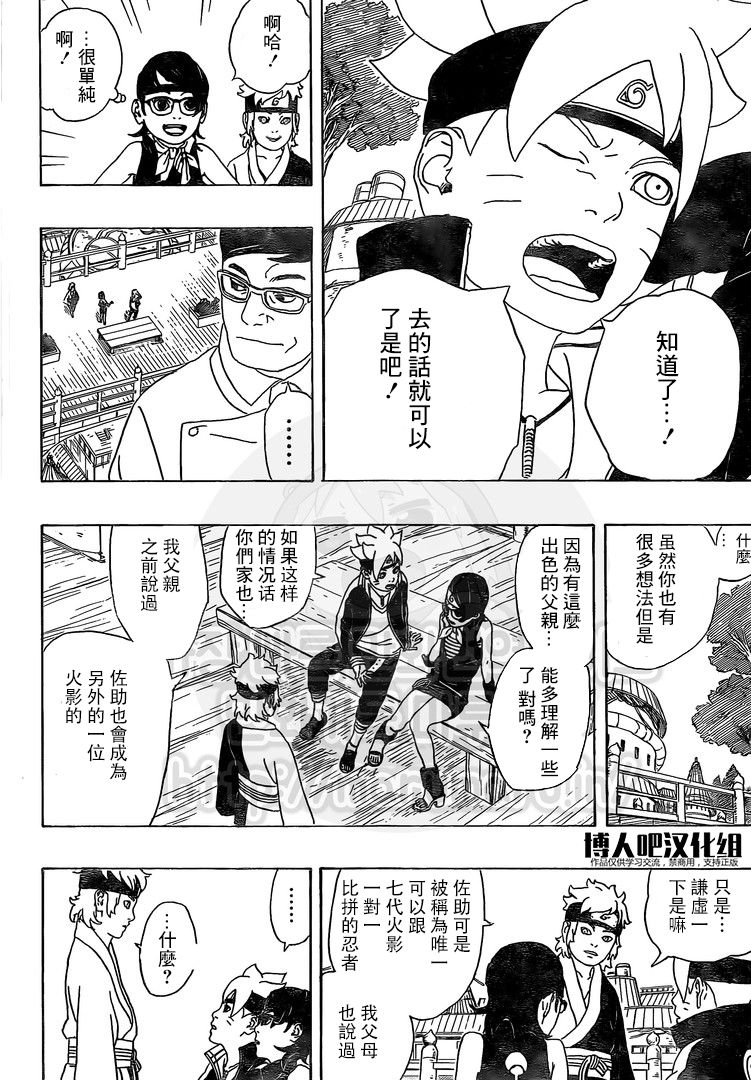 知道了…！
去的話就可以
了是吧！
啊哈！
…很單純
啊！
……
什麼
…
雖然你也有
很多想法但是
因為有這麼
出色的父親…
能多理解一些
了 對嗎？
如果这样
的情况话
你們家也…
我父親
之前說過
佐助也會成為
另外的一位
火影的
博人吧汉化组
作品仅供学习交流，禁商用，支持正版
只是…
謙虛一
下是嘛
佐助可是
被稱為唯一
可以跟
七代火影
一對一
比拼的忍者
我父母
也說過
…
…什麼？